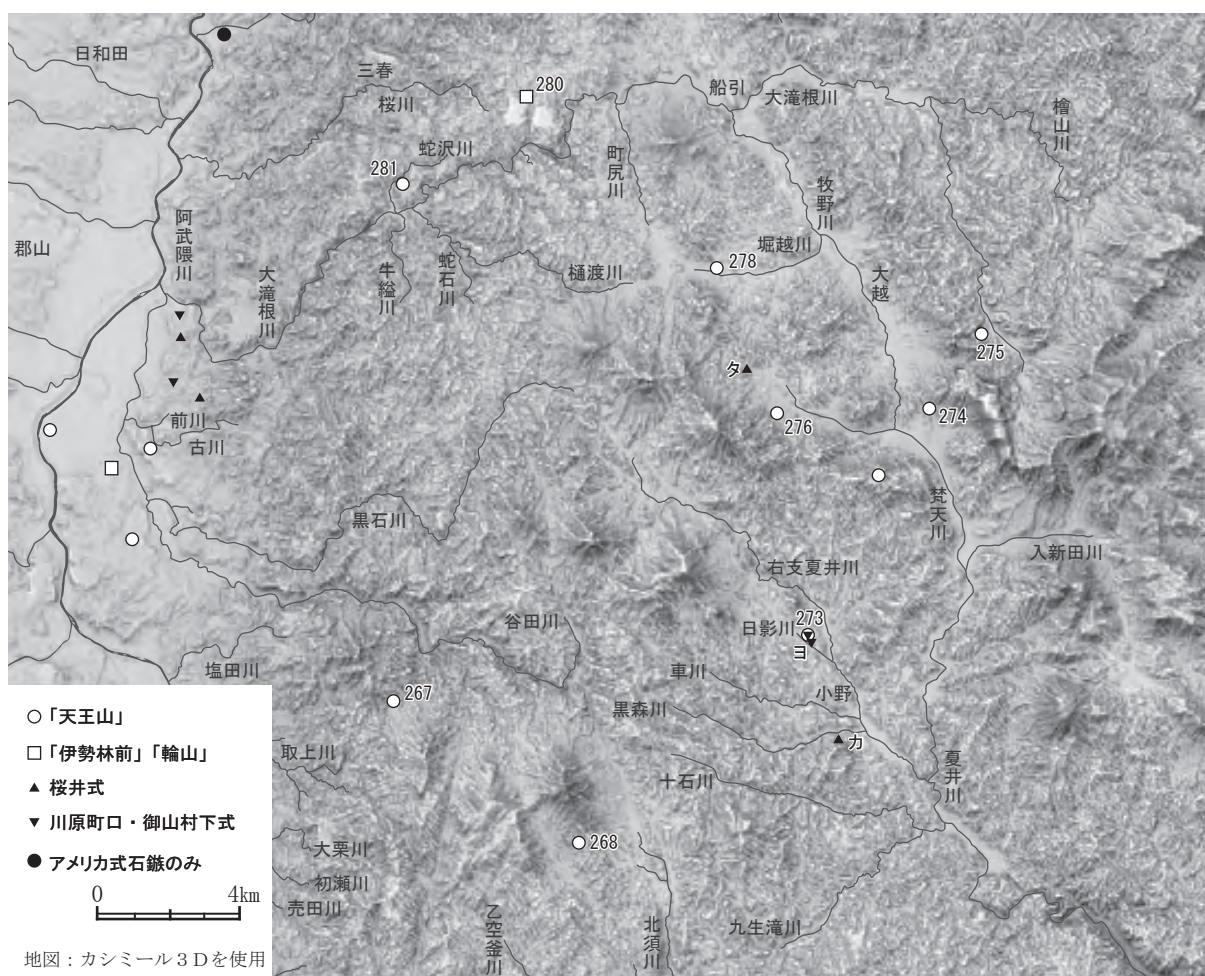 日和田
三春
桜川
280
船引
大滝根川
檜山川
蛇沢川
281
町尻川
牧野川
阿武隈川
郡山
大滝根川
牛縊川
蛇石川
樋渡川
278
堀越川
大越
275
タ
276
274
前川
古川
黒石川
梵天川
入新田川
右支夏井川
273
日影川
ヨ
谷田川
塩田川
車川
小野
267
黒森川
カ
取上川
十石川
夏井川
268
大栗川
初瀬川
売田川
乙空釜川
北須川
九生滝川
「天王山」
「伊勢林前」「輪山」
桜井式
川原町口・御山村下式
アメリカ式石鏃のみ
0 4km
地図：カシミール３Ｄを使用